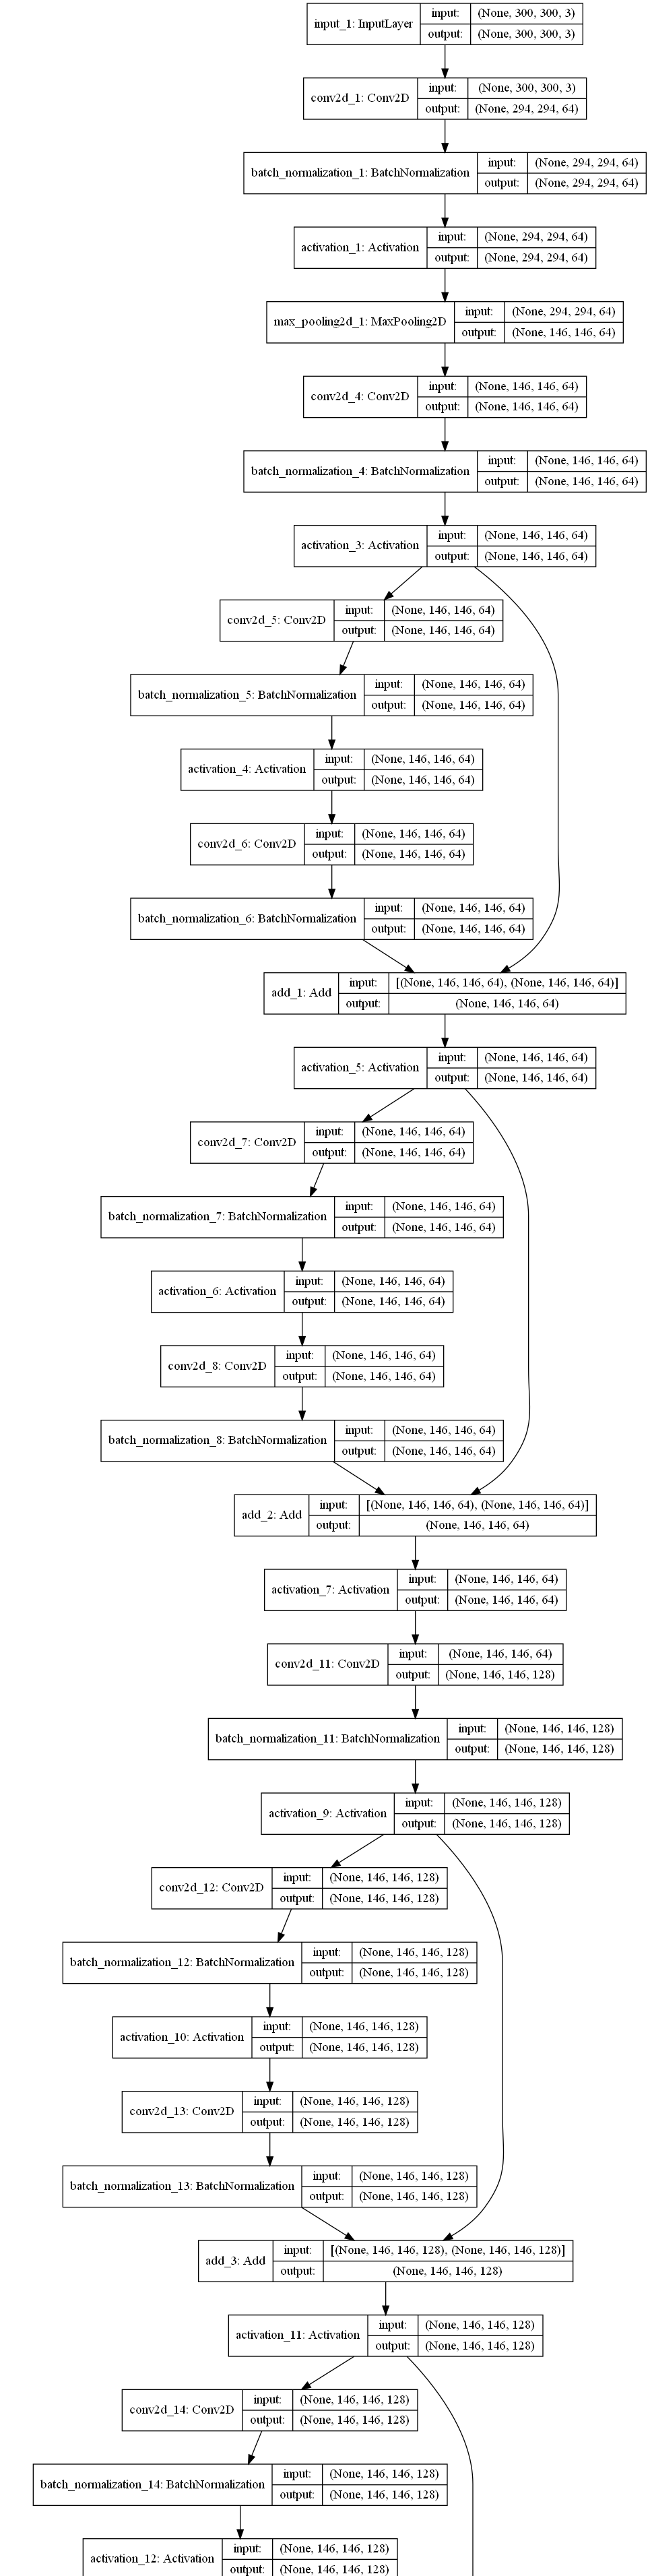 input_1: InputLayer
input: (None, 300, 300, 3)
output: (None, 300, 300, 3)
conv2d_1: Conv2D
input: (None, 300, 300, 3)
output: (None, 294, 294, 64)
batch_normalization_1: BatchNormalization
input: (None, 294, 294, 64)
output: (None, 294, 294, 64)
activation_1: Activation
input: (None, 294, 294, 64)
output: (None, 294, 294, 64)
max_pooling2d_1: MaxPooling2D
input: (None, 294, 294, 64)
output: (None, 146, 146, 64)
conv2d_4: Conv2D
input: (None, 146, 146, 64)
output: (None, 146, 146, 64)
batch_normalization_4: BatchNormalization
input: (None, 146, 146, 64)
output: (None, 146, 146, 64)
activation_3: Activation
input: (None, 146, 146, 64)
output: (None, 146, 146, 64)
conv2d_5: Conv2D
input: (None, 146, 146, 64)
output: (None, 146, 146, 64)
batch_normalization_5: BatchNormalization
input: (None, 146, 146, 64)
output: (None, 146, 146, 64)
activation_4: Activation
input: (None, 146, 146, 64)
output: (None, 146, 146, 64)
conv2d_6: Conv2D
input: (None, 146, 146, 64)
output: (None, 146, 146, 64)
batch_normalization_6: BatchNormalization
input: (None, 146, 146, 64)
output: (None, 146, 146, 64)
add_1: Add
input: [(None, 146, 146, 64), (None, 146, 146, 64)]
output: (None, 146, 146, 64)
activation_5: Activation
input: (None, 146, 146, 64)
output: (None, 146, 146, 64)
conv2d_7: Conv2D
input: (None, 146, 146, 64)
output: (None, 146, 146, 64)
batch_normalization_7: BatchNormalization
input: (None, 146, 146, 64)
output: (None, 146, 146, 64)
activation_6: Activation
input: (None, 146, 146, 64)
output: (None, 146, 146, 64)
conv2d_8: Conv2D
input: (None, 146, 146, 64)
output: (None, 146, 146, 64)
batch_normalization_8: BatchNormalization
input: (None, 146, 146, 64)
output: (None, 146, 146, 64)
add_2: Add
input: [(None, 146, 146, 64), (None, 146, 146, 64)]
output: (None, 146, 146, 64)
activation_7: Activation
input: (None, 146, 146, 64)
output: (None, 146, 146, 64)
conv2d_11: Conv2D
input: (None, 146, 146, 64)
output: (None, 146, 146, 128)
batch_normalization_11: BatchNormalization
input: (None, 146, 146, 128)
output: (None, 146, 146, 128)
activation_9: Activation
input: (None, 146, 146, 128)
output: (None, 146, 146, 128)
conv2d_12: Conv2D
input: (None, 146, 146, 128)
output: (None, 146, 146, 128)
batch_normalization_12: BatchNormalization
input: (None, 146, 146, 128)
output: (None, 146, 146, 128)
activation_10: Activation
input: (None, 146, 146, 128)
output: (None, 146, 146, 128)
conv2d_13: Conv2D
input: (None, 146, 146, 128)
output: (None, 146, 146, 128)
batch_normalization_13: BatchNormalization
input: (None, 146, 146, 128)
output: (None, 146, 146, 128)
add_3: Add
input: [(None, 146, 146, 128), (None, 146, 146, 128)]
output: (None, 146, 146, 128)
activation_11: Activation
input: (None, 146, 146, 128)
output: (None, 146, 146, 128)
conv2d_14: Conv2D
input: (None, 146, 146, 128)
output: (None, 146, 146, 128)
batch_normalization_14: BatchNormalization
input: (None, 146, 146, 128)
output: (None, 146, 146, 128)
activation_12: Activation
input: (None, 146, 146, 128)
output: (None, 146, 146, 128)